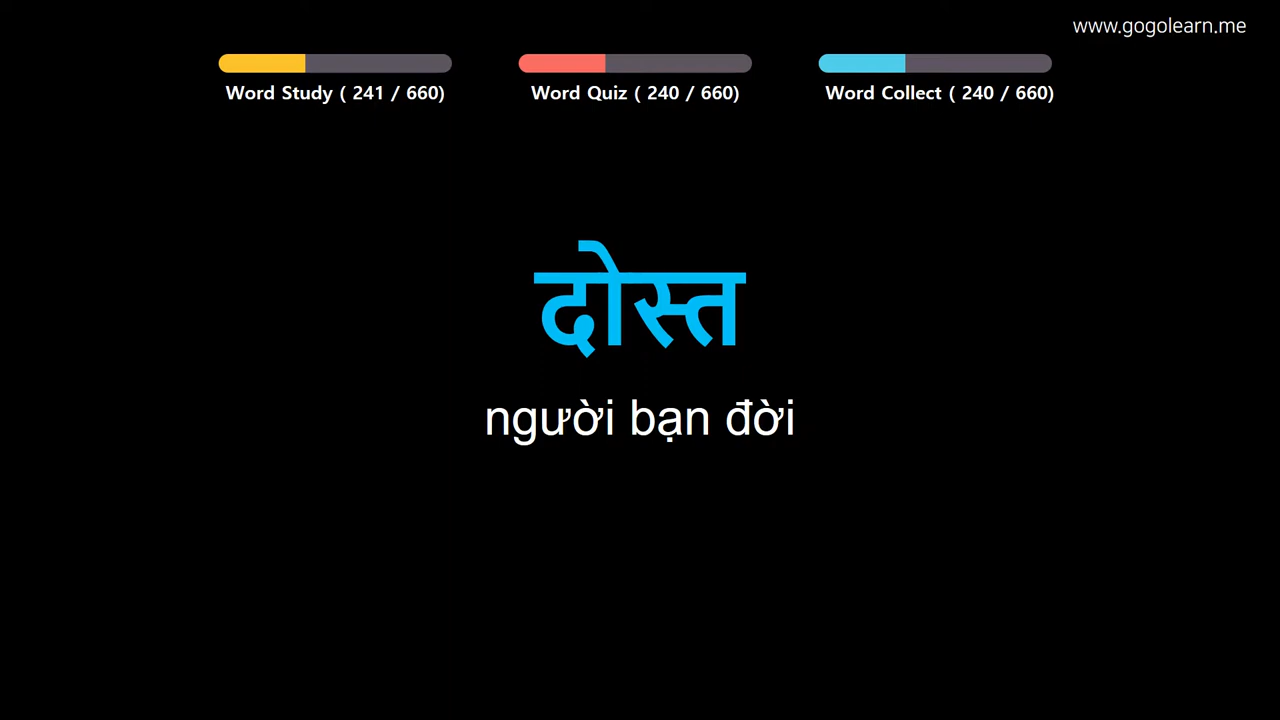 www.gogolearn.me
Word Study ( 241 / 660)
Word Quiz ( 240 / 660)
Word Collect ( 240 / 660)
दोस्त
người bạn đời